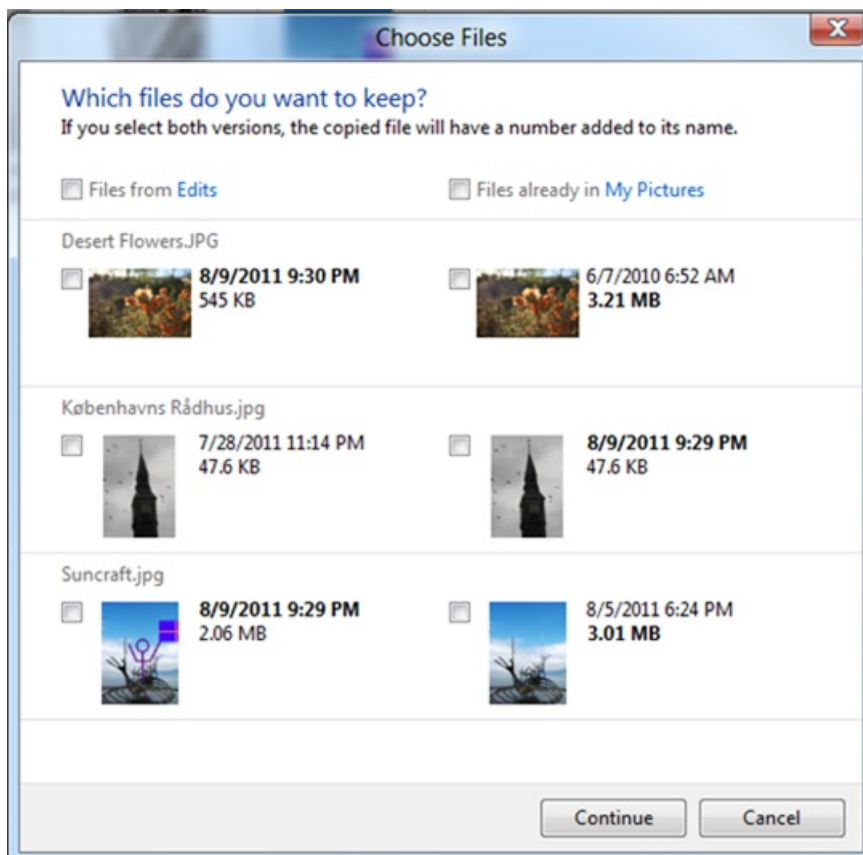 Choose Files
Which files do you want to keep?
If you select both versions, the copied file will have a number added to its name.
Files from Edits
Files already in My Pictures
Desert Flowers.JPG
8/9/2011 9:30 PM
545 KB
6/7/2010 6:52 AM
3.21 MB
Københavns Rådhus.jpg
7/28/2011 11:14 PM
47.6 KB
8/9/2011 9:29 PM
47.6 KB
Suncraft.jpg
8/9/2011 9:29 PM
2.06 MB
8/5/2011 6:24 PM
3.01 MB
Continue
Cancel